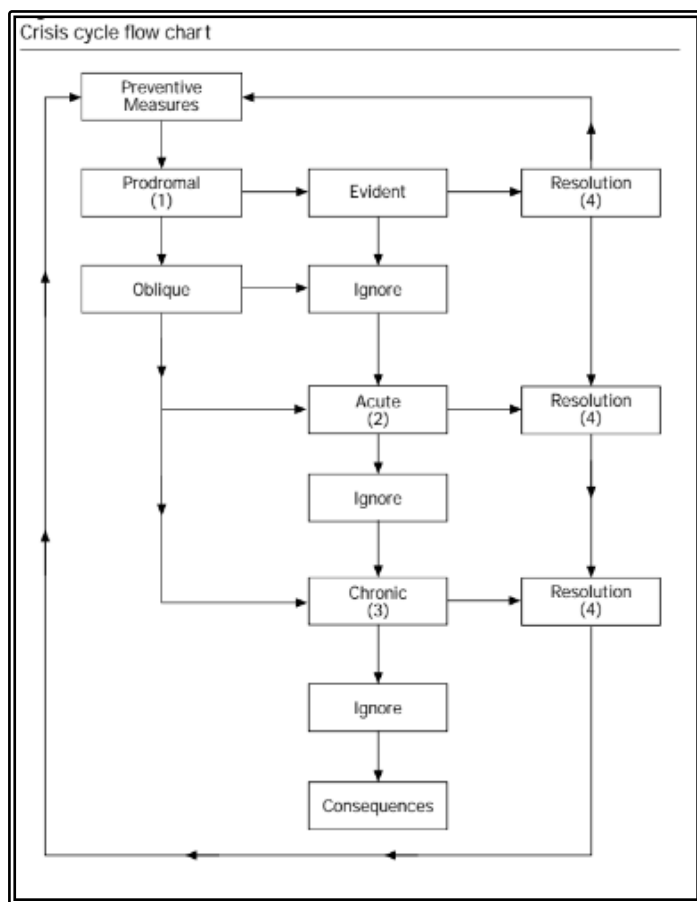 Crisis cycle flow chart
Preventive
Measures
Prodromal
(1)
Evident
Resolution
(4)
Oblique
Ignore
Acute
(2)
Resolution
(4)
Ignore
Chronic
(3)
Resolution
(4)
Ignore
Consequences